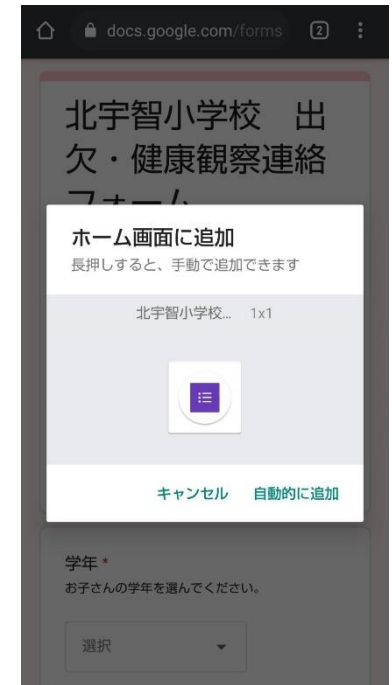 docs.google.com/forms
2
北宇智小学校 出
欠・健康観察連絡
フォーム
ホーム画面に追加
長押しすると、手動で追加できます
北宇智小学校... 1x1
キャンセル 自動的に追加
学年 *
お子さんの学年を選んでください。
選択